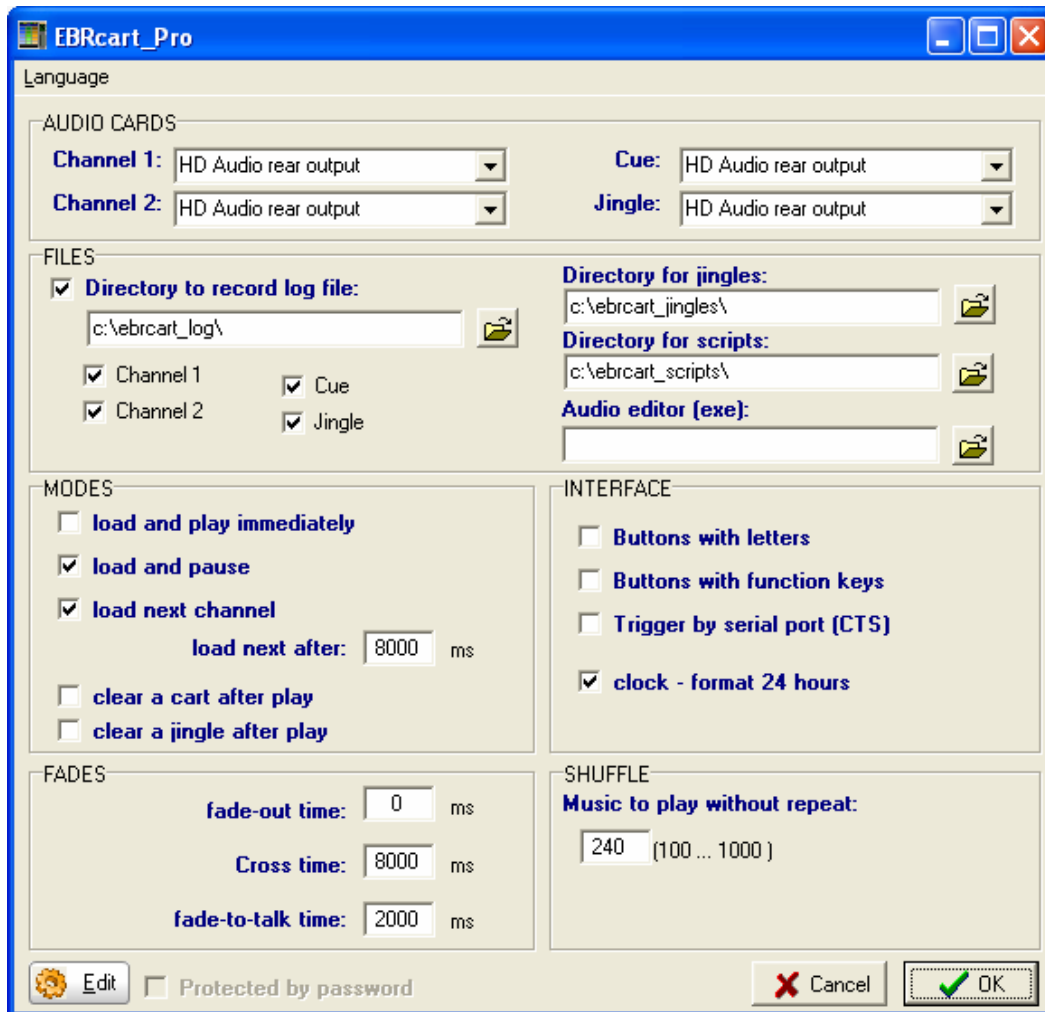 EBRcart_Pro
Language
AUDIO CARDS
Channel 1: HD Audio rear output
Cue: HD Audio rear output
Channel 2: HD Audio rear output
Jingle: HD Audio rear output
FILES
Directory to record log file:
c:\ebrcart_log\
Channel 1
Cue
Channel 2
Jingle
Directory for jingles:
c:\ebrcart_jingles\
Directory for scripts:
c:\ebrcart_scripts\
Audio editor (exe):
MODES
load and play immediately
load and pause
load next channel
load next after: 8000 ms
clear a cart after play
clear a jingle after play
INTERFACE
Buttons with letters
Buttons with function keys
Trigger by serial port (CTS)
clock - format 24 hours
FADES
fade-out time: 0 ms
Cross time: 8000 ms
fade-to-talk time: 2000 ms
SHUFFLE
Music to play without repeat:
240 (100 ... 1000 )
Edit
Protected by password
Cancel
OK